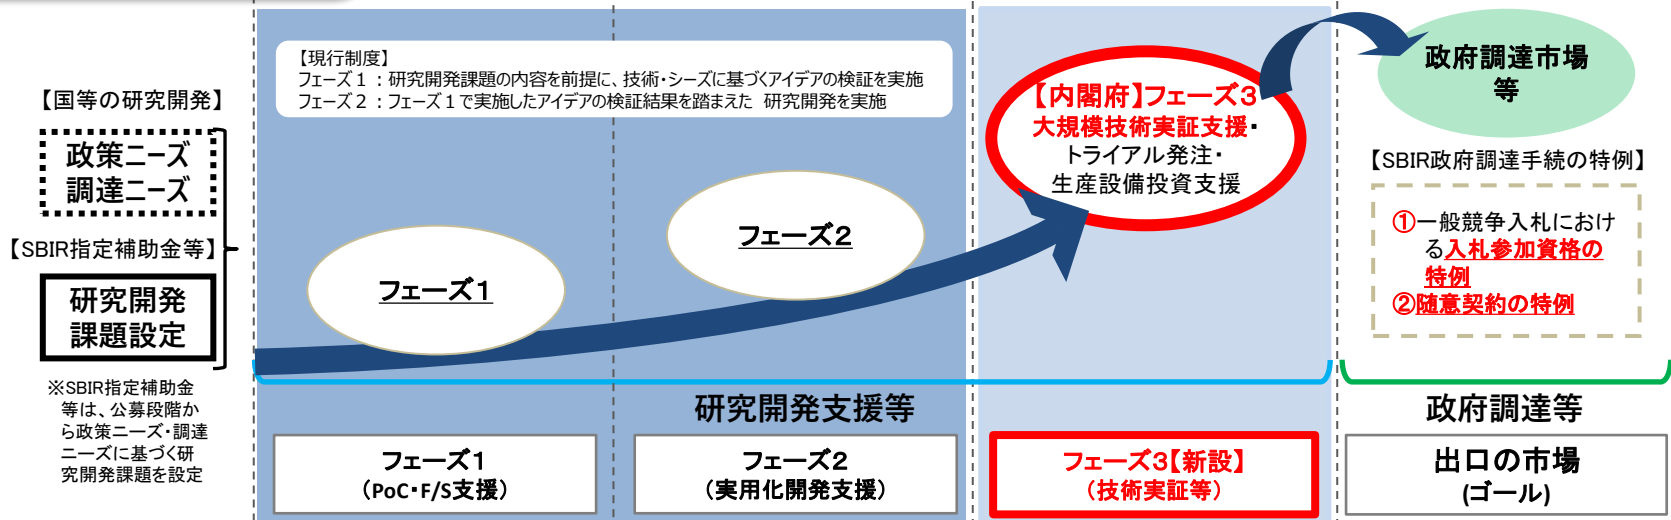 【国等の研究開発】
政策ニーズ
調達ニーズ
【SBIR指定補助金等】
研究開発
課題設定
※SBIR指定補助金
等は、公募段階か
ら政策ニーズ・調達
ニーズに基づく研
究開発課題を設定
【現行制度】
フェーズ１：研究開発課題の内容を前提に、技術・シーズに基づくアイデアの検証を実施
フェーズ２：フェーズ１で実施したアイデアの検証結果を踏まえた 研究開発を実施
フェーズ１
フェーズ２
【内閣府】フェーズ３
大規模技術実証支援・
トライアル発注・
生産設備投資支援
政府調達市場
等
【SBIR政府調達手続の特例】
①一般競争入札におけ
る入札参加資格の
特例
②随意契約の特例
研究開発支援等
政府調達等
フェーズ１
（PoC・F/S支援）
フェーズ２
（実用化開発支援）
フェーズ３【新設】
（技術実証等）
出口の市場
(ゴール)